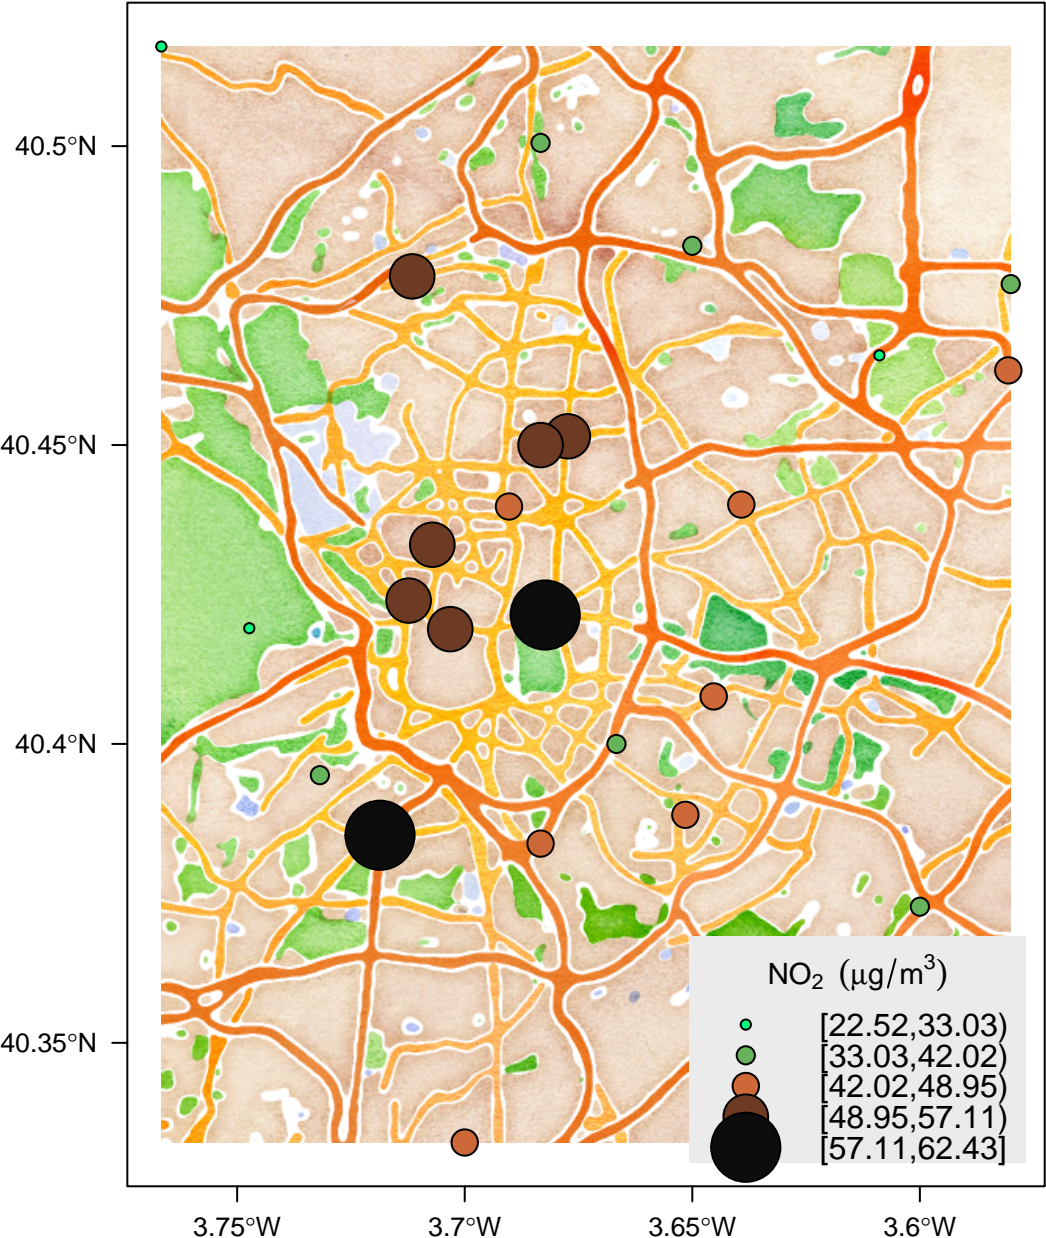 40.5°N
40.45°N
40.4°N
40.35°N
NO₂ (μg/m³)
[22.52,33.03)
[33.03,42.02)
[42.02,48.95)
[48.95,57.11)
[57.11,62.43]
3.75°W 3.7°W 3.65°W 3.6°W